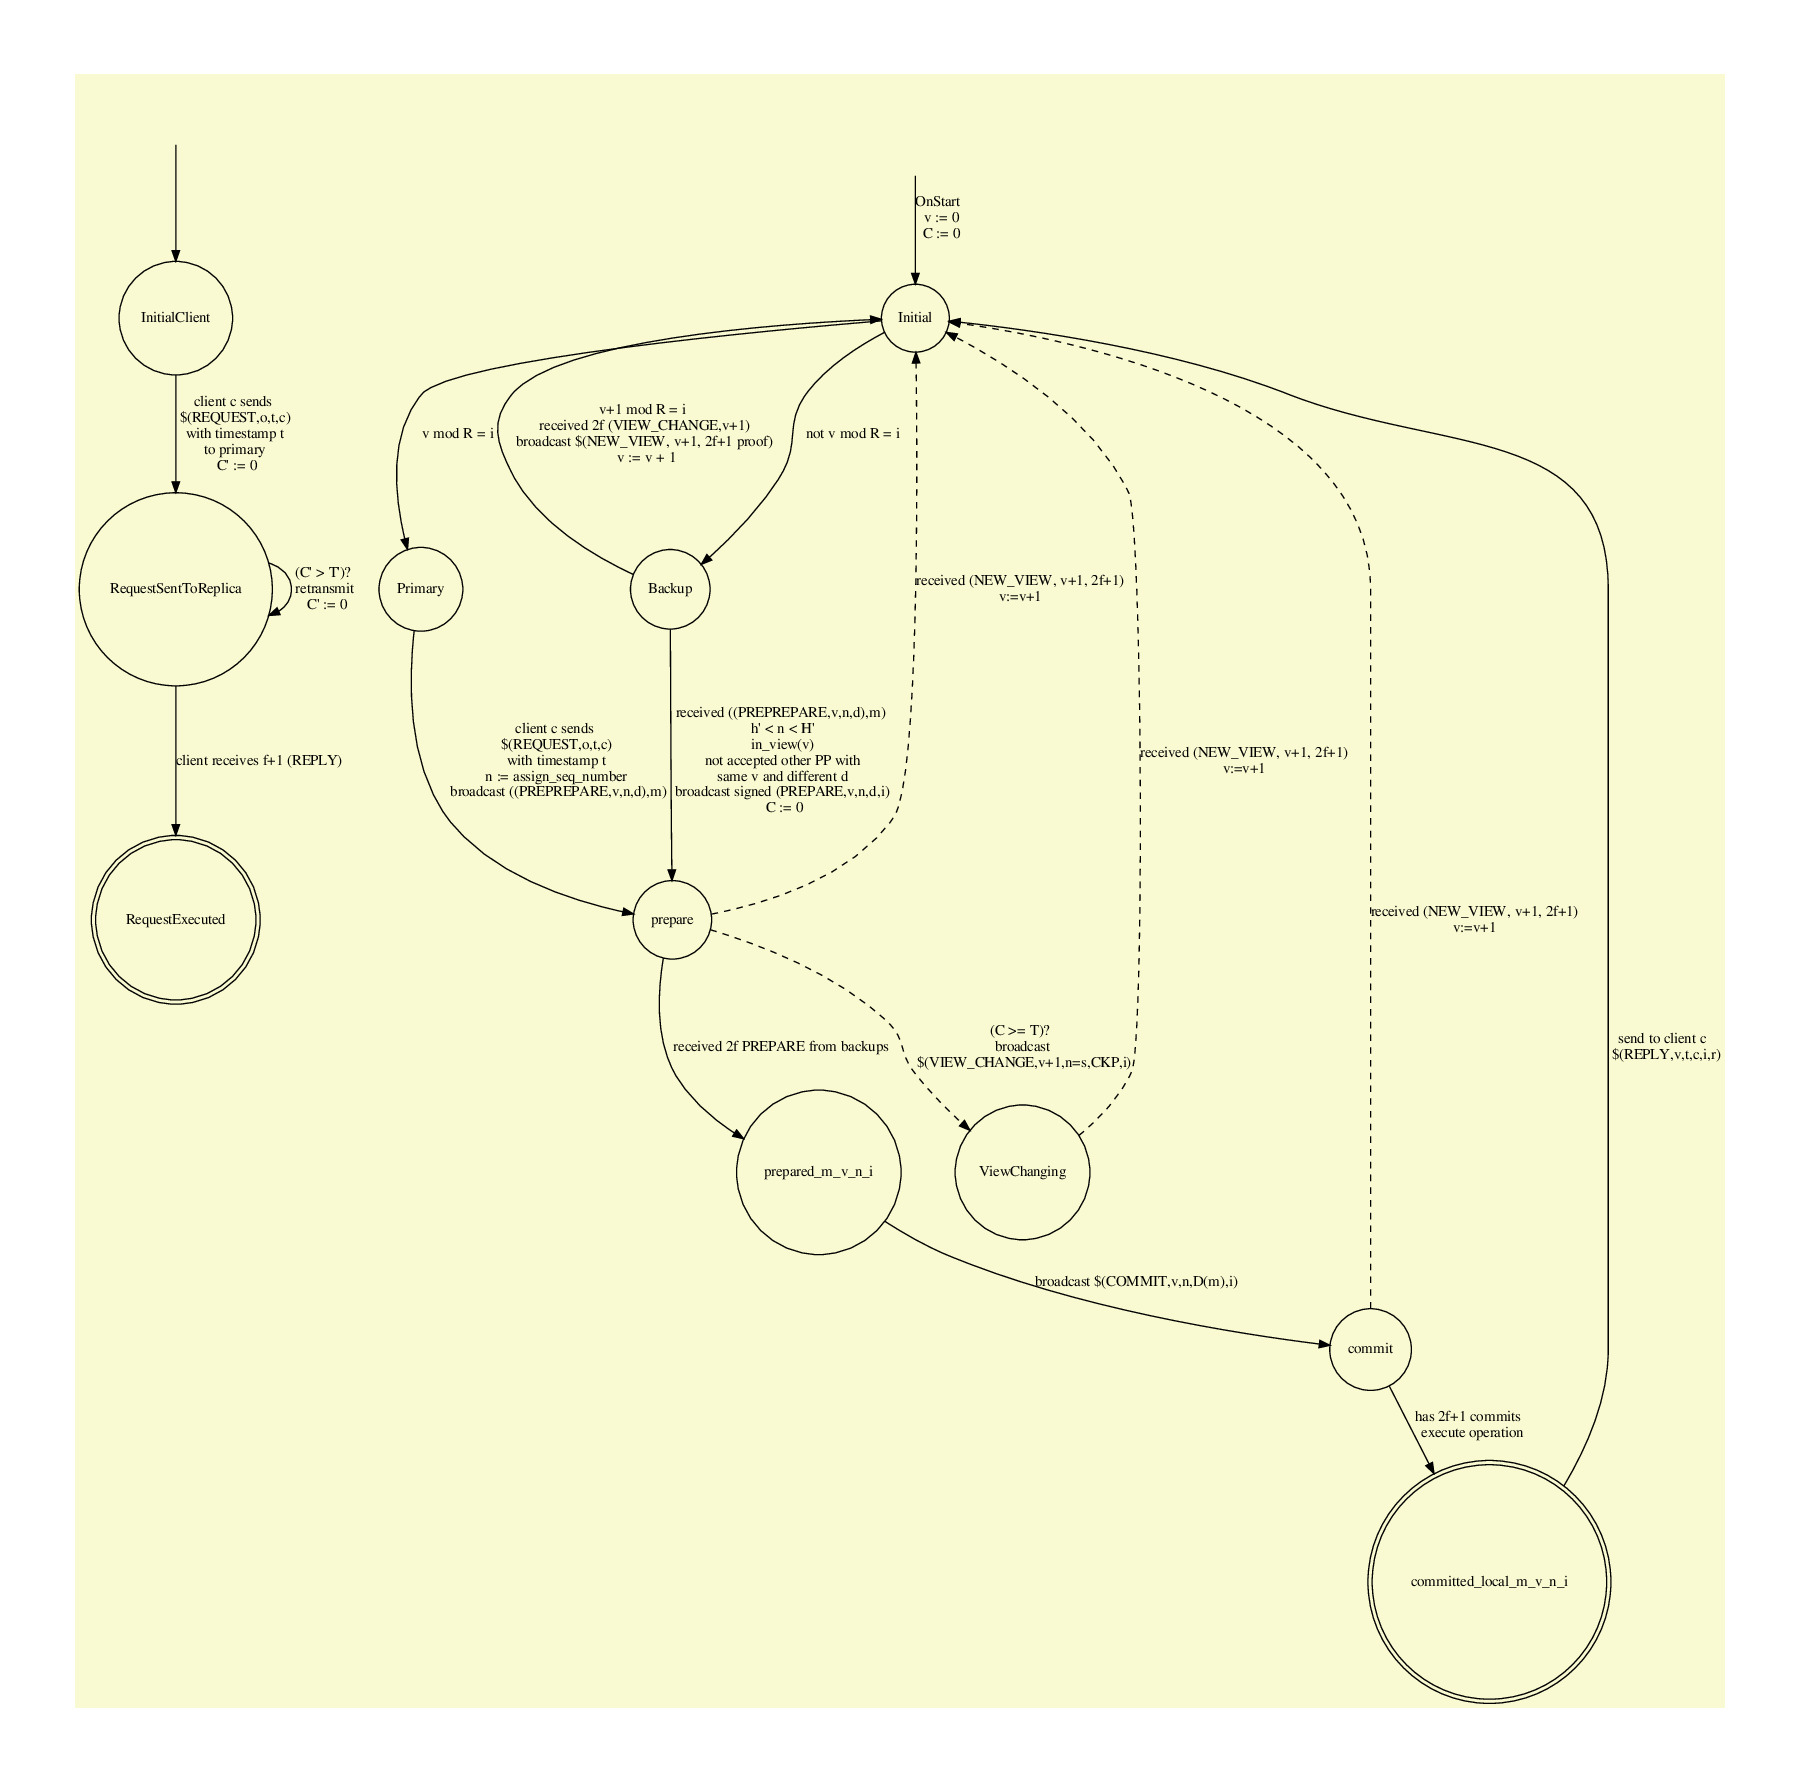 OnStart
v := 0
C := 0
InitialClient
Initial
client c sends
$(REQUEST,o,t,c)
with timestamp t
to primary
C' := 0
v mod R = i
v+1 mod R = i
received 2f (VIEW_CHANGE,v+1)
broadcast $(NEW_VIEW, v+1, 2f+1 proof)
v := v + 1
not v mod R = i
RequestSentToReplica
(C' > T')?
retransmit
C' := 0
Primary
Backup
received (NEW_VIEW, v+1, 2f+1)
v:=v+1
client receives f+1 (REPLY)
client c sends
$(REQUEST,o,t,c)
with timestamp t
n := assign_seq_number
broadcast ((PREPREPARE,v,n,d),m)
received ((PREPREPARE,v,n,d),m)
h' < n < H'
in_view(v)
not accepted other PP with
same v and different d
broadcast signed (PREPARE,v,n,d,i)
C := 0
received (NEW_VIEW, v+1, 2f+1)
v:=v+1
RequestExecuted
prepare
received (NEW_VIEW, v+1, 2f+1)
v:=v+1
received 2f PREPARE from backups
(C >= T)?
broadcast
$(VIEW_CHANGE,v+1,n=s,CKP,i)
send to client c
$(REPLY,v,t,c,i,r)
prepared_m_v_n_i
ViewChanging
broadcast $(COMMIT,v,n,D(m),i)
commit
has 2f+1 commits
execute operation
committed_local_m_v_n_i